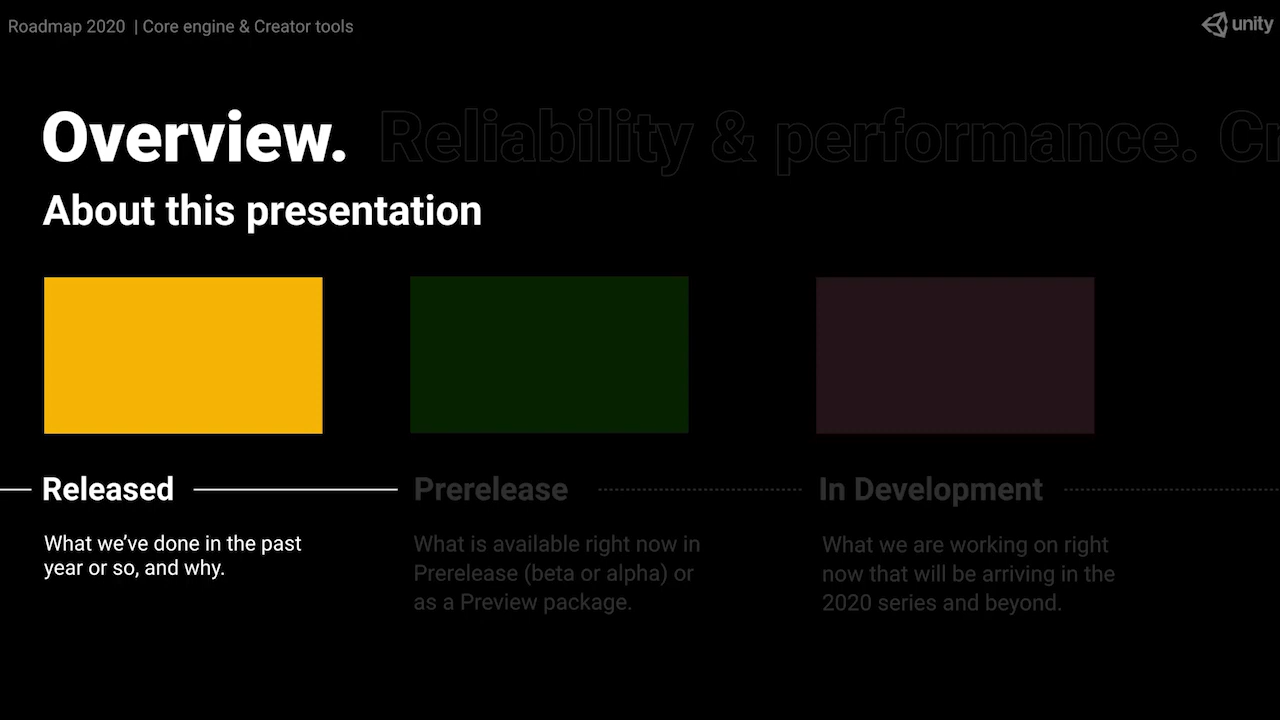 Roadmap 2020 | Core engine & Creator tools
unity
Overview. Reliability & performance. Cr
About this presentation
Released
What we’ve done in the past
year or so, and why.
Prerelease
What is available right now in
Prerelease (beta or alpha) or
as a Preview package.
In Development
What we are working on right
now that will be arriving in the
2020 series and beyond.